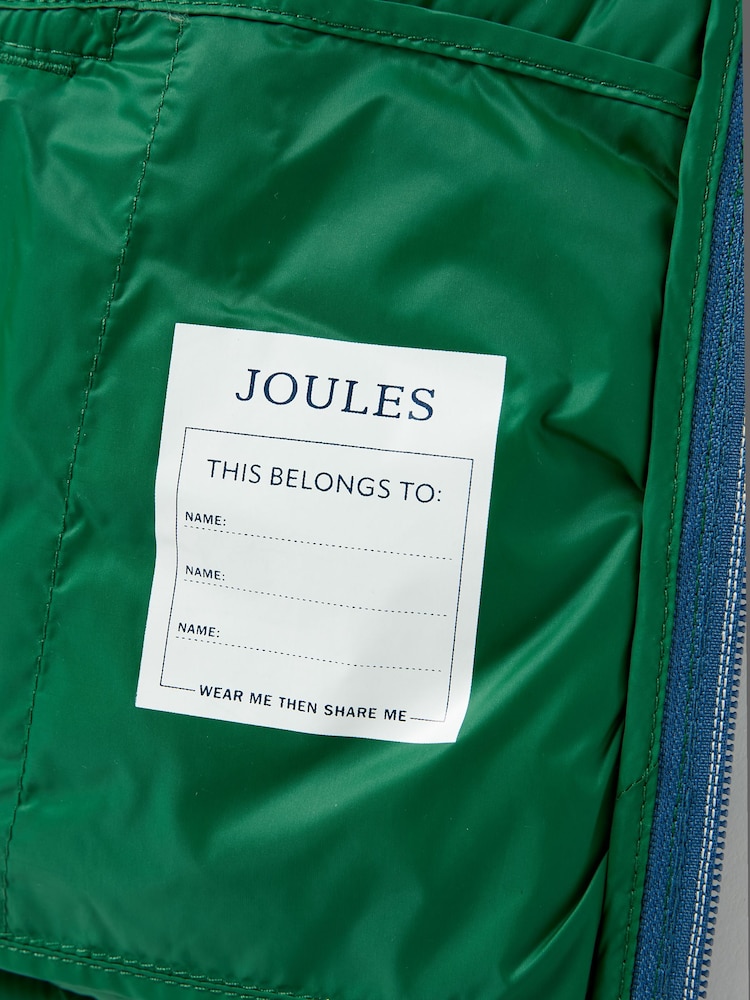 JOULES
THIS BELONGS TO:
NAME:
NAME:
NAME:
WEAR ME THEN SHARE ME